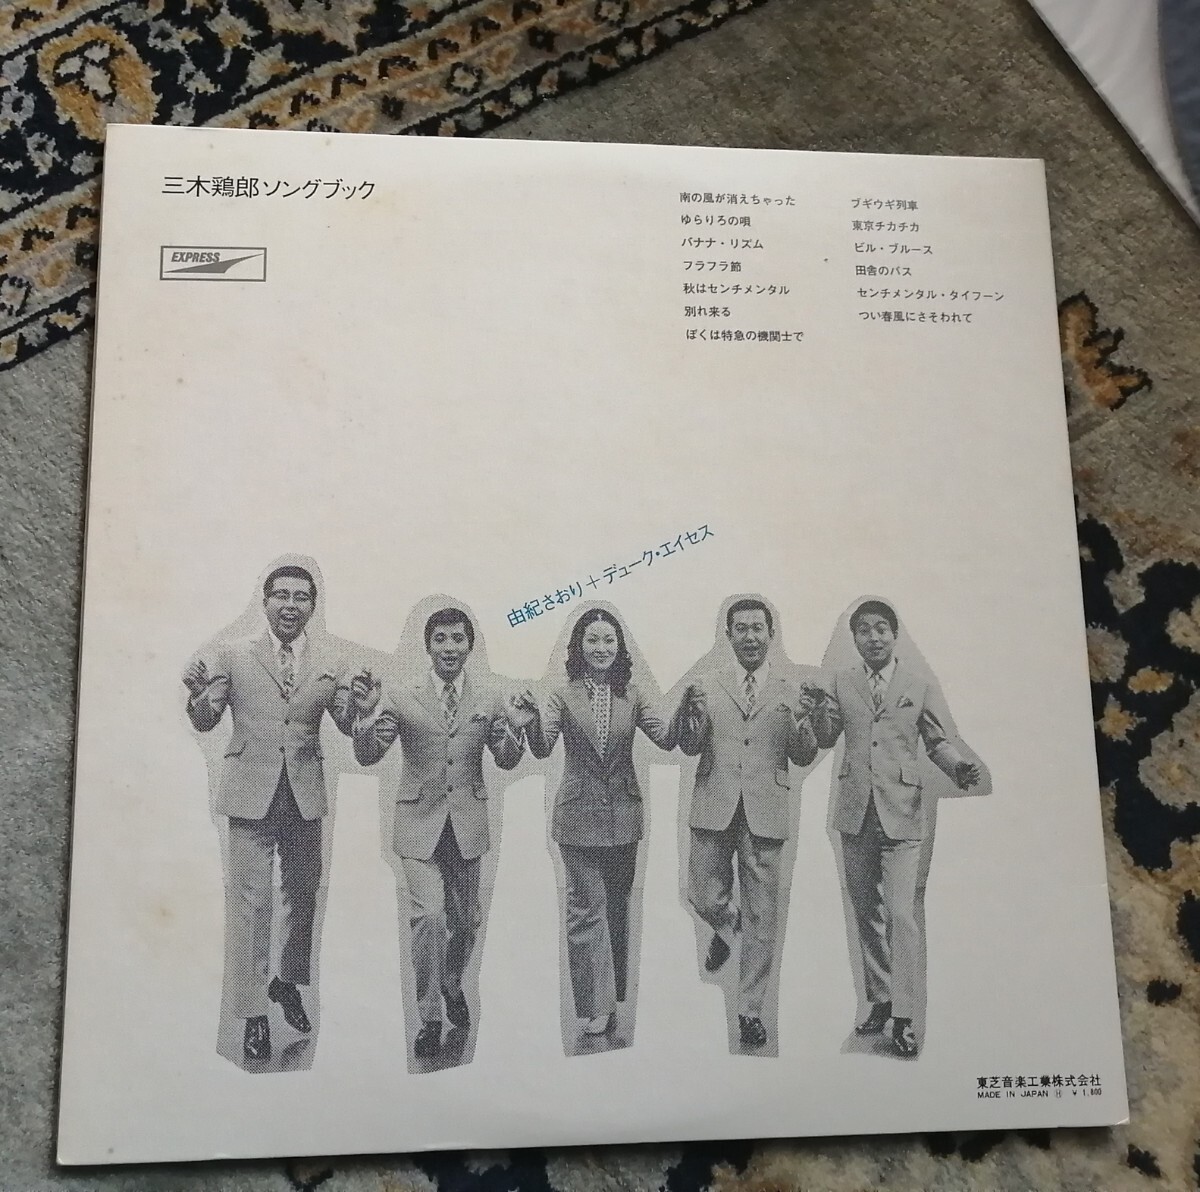 三木鶏郎ソングブック
EXPRESS
南の風が消えちゃった
ゆらりろの唄
バナナ・リズム
フラフラ節
秋はセンチメンタル
別れ来る
ぼくは特急の機関士で
ブギウギ列車
東京チカチカ
ビル・ブルース
田舎のバス
センチメンタル・タイフーン
つい春風にさそわれて
由紀さおり+デューク・エイセス
東芝音楽工業株式会社
MADE IN JAPAN Ⓗ ¥1,800